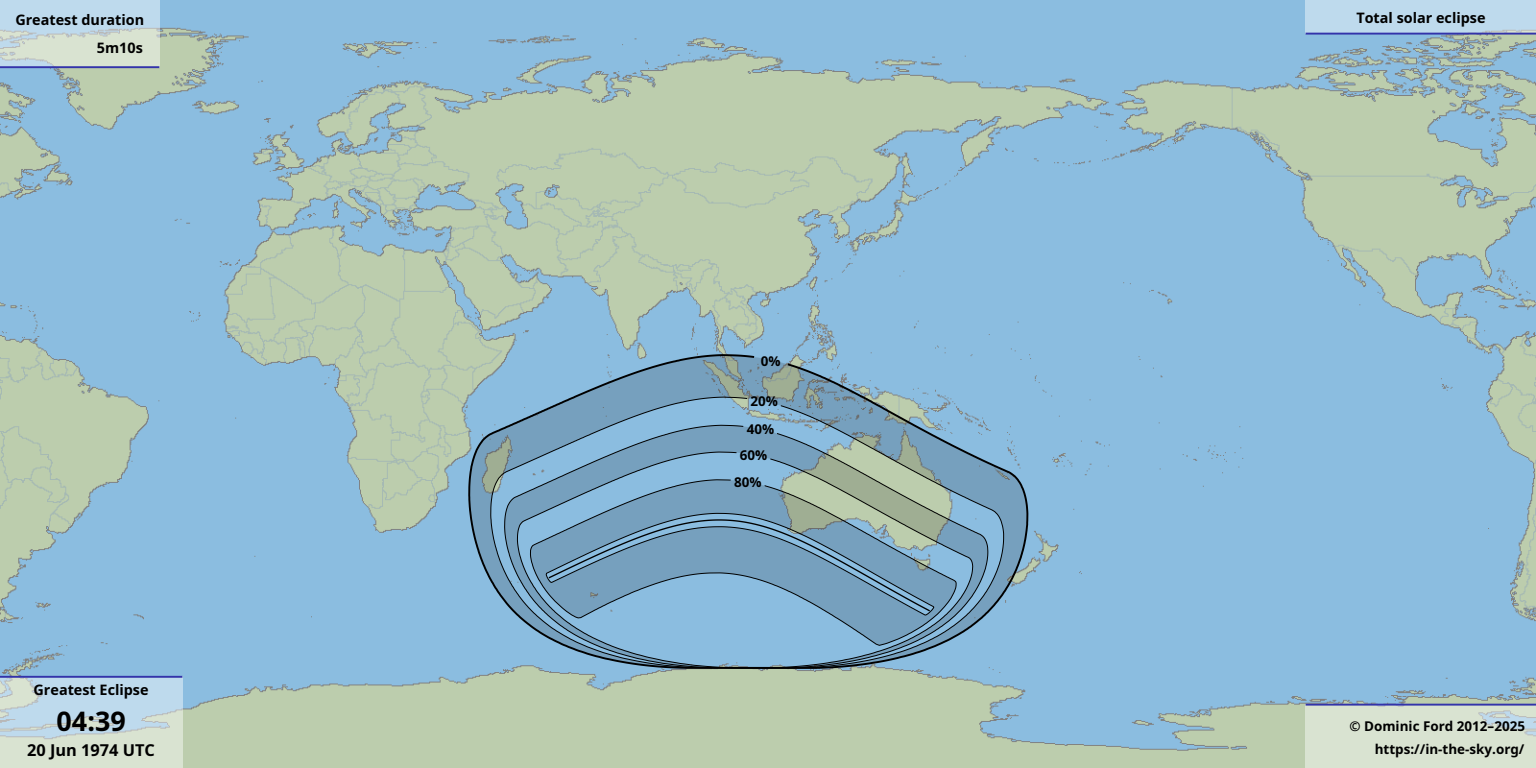 Greatest duration
5m10s
Total solar eclipse
0%
20%
40%
60%
80%
Greatest Eclipse
04:39
20 Jun 1974 UTC
© Dominic Ford 2012–2025
https://in-the-sky.org/